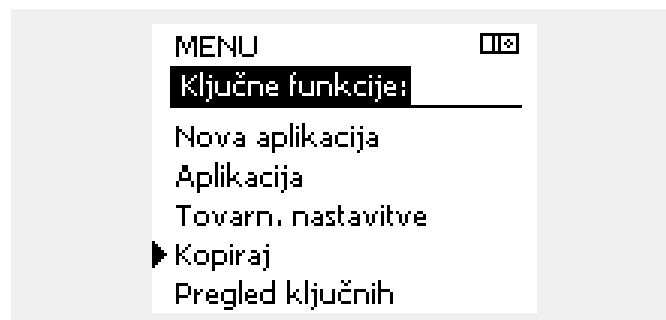 MENU
Ključne funkcije:
Nova aplikacija
Aplikacija
Tovarn. nastavitve
Kopiraj
Pregled ključnih